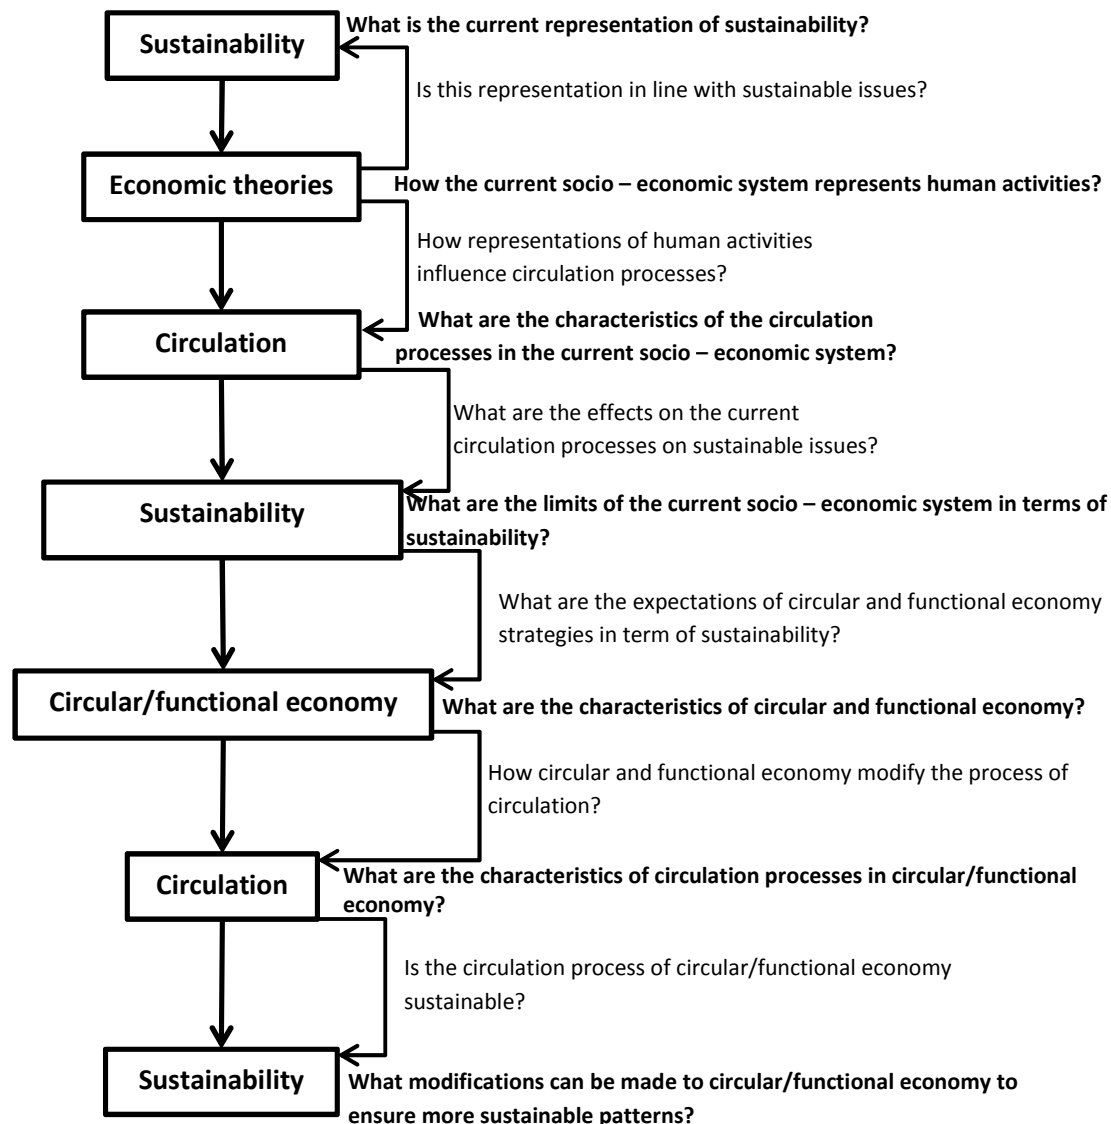 What is the current representation of sustainability?
Sustainability
Is this representation in line with sustainable issues?
Economic theories
How the current socio – economic system represents human activities?
How representations of human activities
influence circulation processes?
What are the characteristics of the circulation
Circulation
processes in the current socio – economic system?
What are the effects on the current
circulation processes on sustainable issues?
Sustainability
What are the limits of the current socio – economic system in terms of
sustainability?
What are the expectations of circular and functional economy
strategies in term of sustainability?
Circular/functional economy
What are the characteristics of circular and functional economy?
How circular and functional economy modify the process of
circulation?
Circulation
What are the characteristics of circulation processes in circular/functional
economy?
Is the circulation process of circular/functional economy
sustainable?
Sustainability
What modifications can be made to circular/functional economy to
ensure more sustainable patterns?